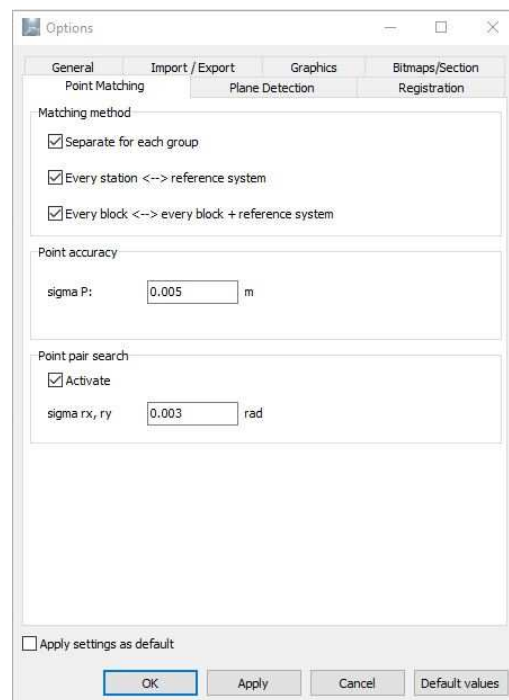 Options
General Import / Export Graphics Bitmaps/Section
Point Matching Plane Detection Registration
Matching method
Separate for each group
Every station <--> reference system
Every block <--> every block + reference system
Point accuracy
sigma P: 0.005 m
Point pair search
Activate
sigma rx, ry 0.003 rad
Apply settings as default
OK Apply Cancel Default values